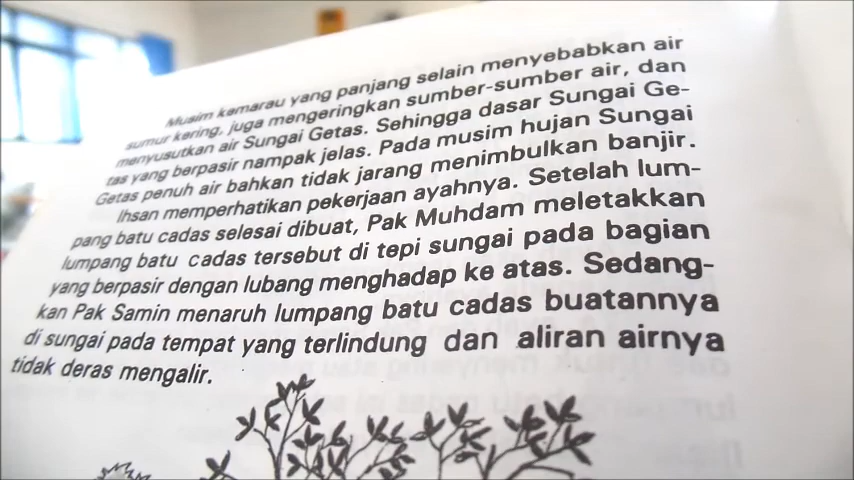 Musim kamarau yang panjang selain menyebabkan air
sumur kering, juga mengeringkan sumber-sumber air, dan
menyusutkan air Sungai Getas. Sehingga dasar Sungai Ge-
tas yang berpasir nampak jelas. Pada musim hujan Sungai
Getas penuh air bahkan tidak jarang menimbulkan banjir.
Ihsan memperhatikan pekerjaan ayahnya. Setelah lum-
pang batu cadas selesai dibuat, Pak Muhdam meletakkan
lumpang batu cadas tersebut di tepi sungai pada bagian
yang berpasir dengan lubang menghadap ke atas. Sedang-
kan Pak Samin menaruh lumpang batu cadas buatannya
di sungai pada tempat yang terlindung dan aliran airnya
tidak deras mengalir.